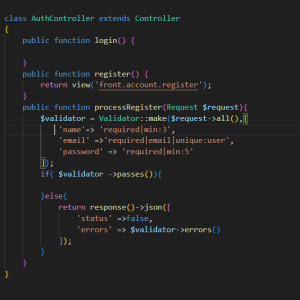 class AuthController extends Controller
{
    public function login() {

    }
    public function register() {
        return view('front.account.register');
    }
    public function processRegister(Request $request){
        $validator = Validator::make($request->all(),[
            'name'=> 'required|min:3',
            'email' =>'required|email|unique:user',
            'password' => 'required|min:5'
        ]);
        if( $validator ->passes()){

        }else{
            return response()->json([
                'status' =>false,
                'errors' => $validator->errors()
            ]);
        }
    }
}